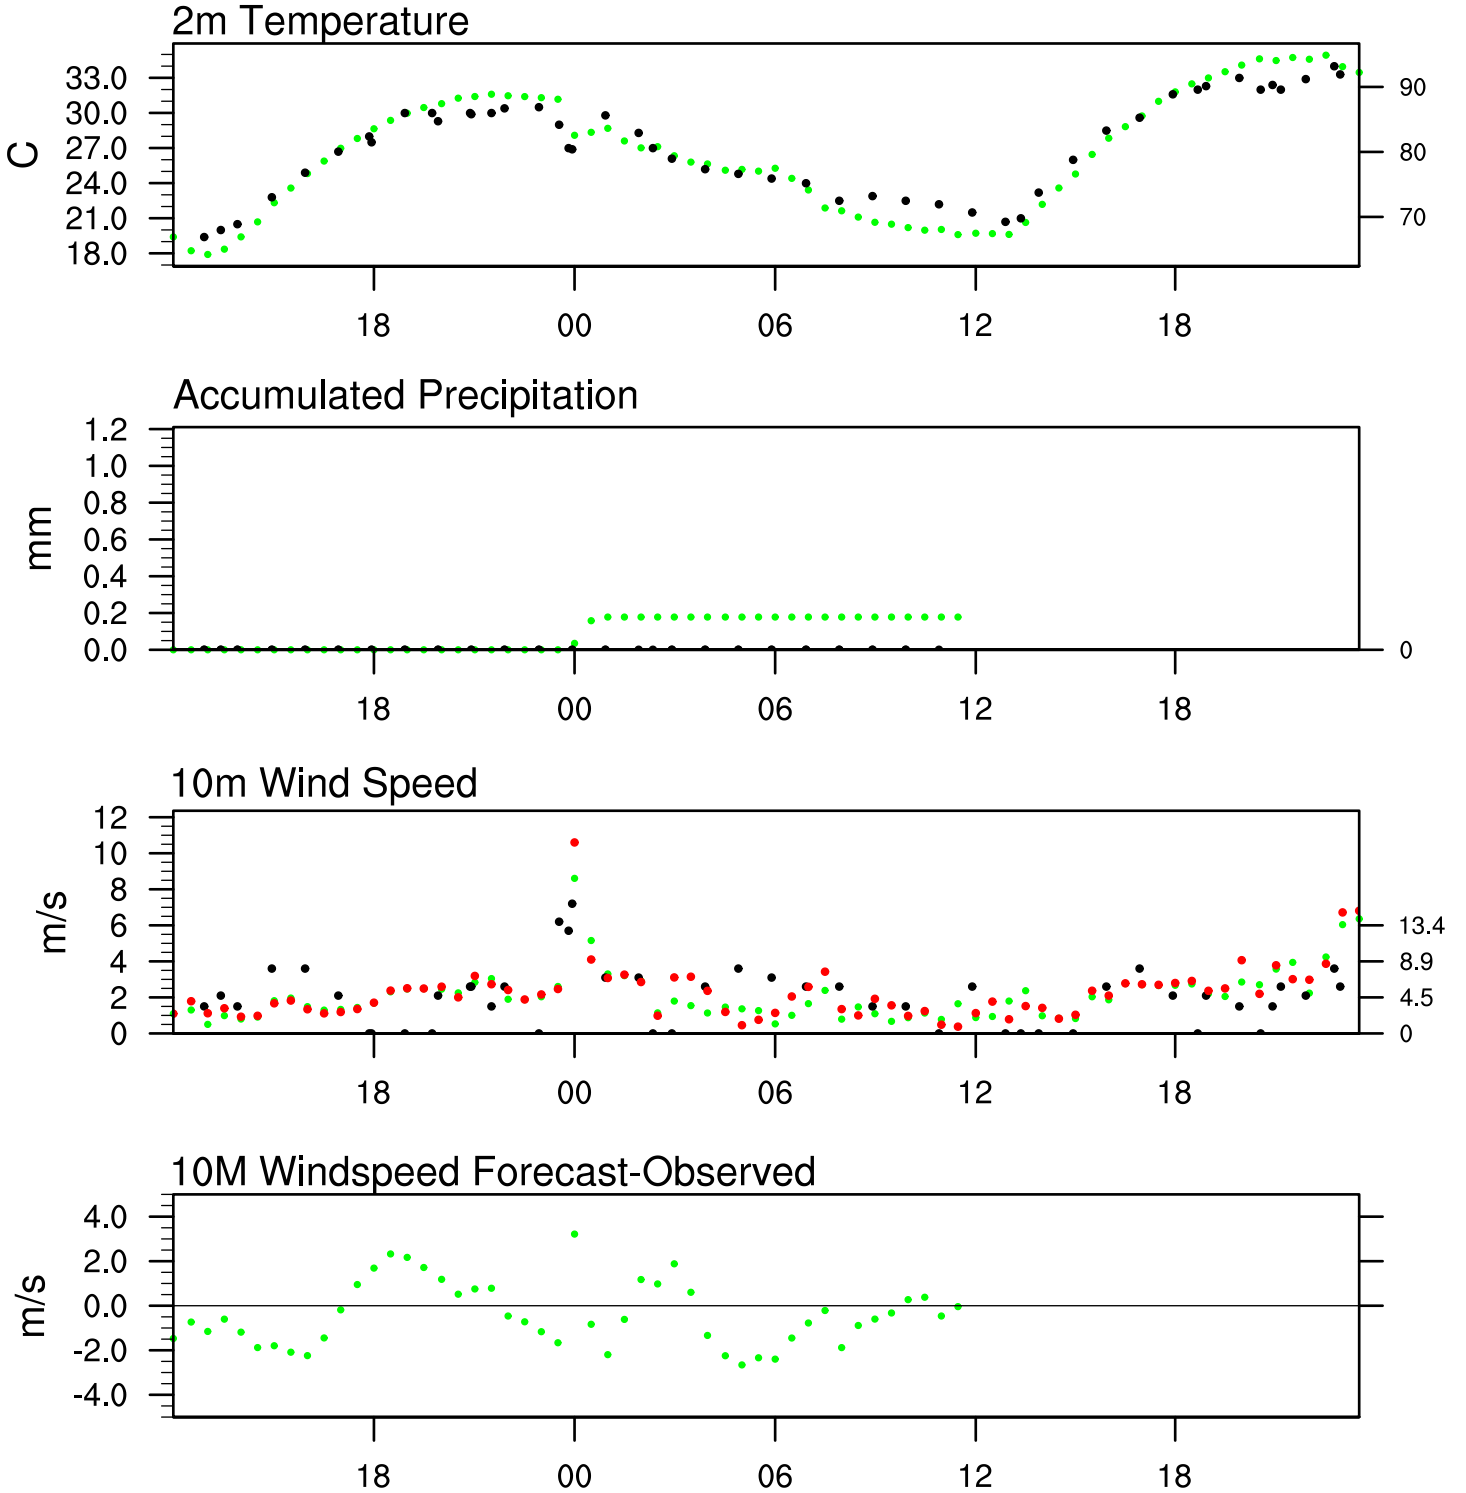 2m Temperature
33.0
30.0
27.0
24.0
21.0
18.0
C
90
80
70
18 00 06 12 18
Accumulated Precipitation
1.2
1.0
0.8
0.6
0.4
0.2
0.0
mm
0
18 00 06 12 18
10m Wind Speed
12
10
8
6
4
2
0
m/s
13.4
8.9
4.5
0
18 00 06 12 18
10M Windspeed Forecast-Observed
4.0
2.0
0.0
-2.0
-4.0
m/s
18 00 06 12 18